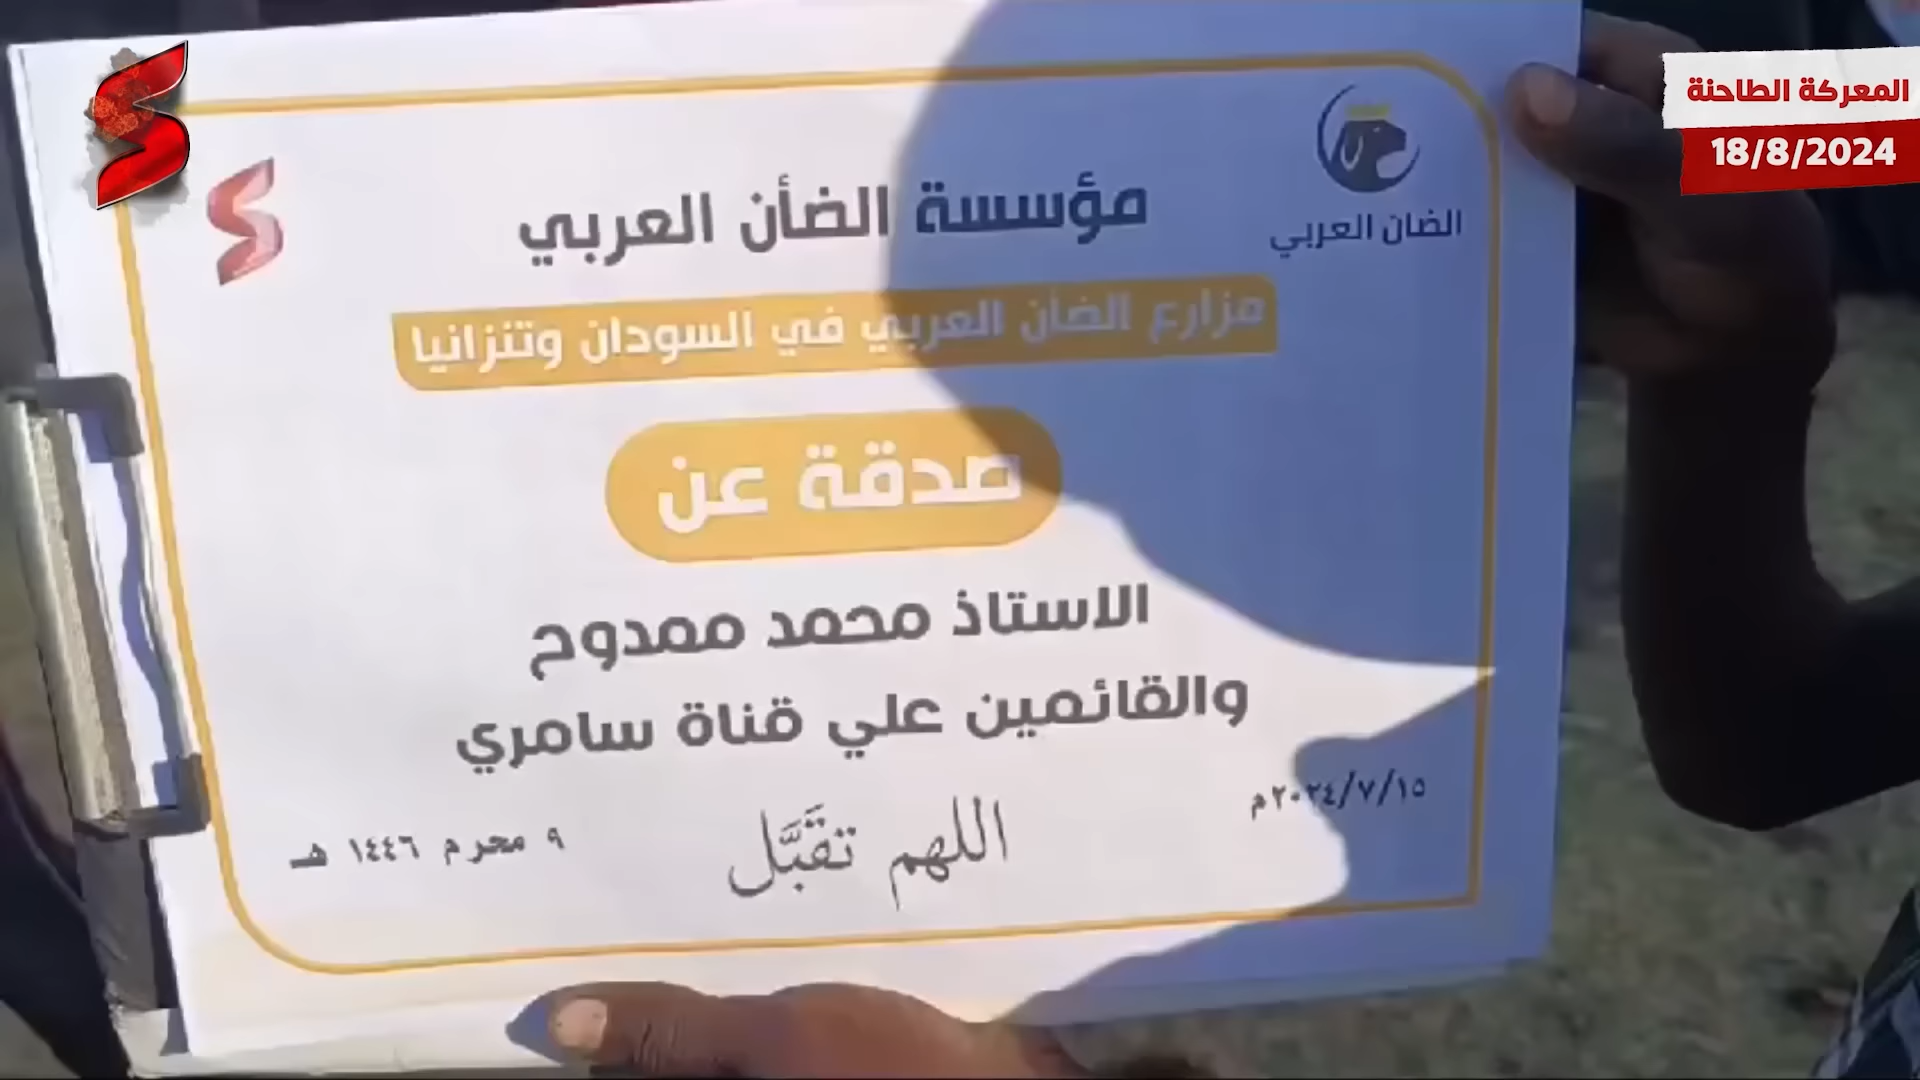 المعركة الطاحنة
18/8/2024
الضان العربي
مؤسسة الضأن العربي
مزارع الضأن العربي في السودان وتنزانيا
صدقة عن
الاستاذ محمد ممدوح
والقائمين علي قناة سامري
٢٠٢٤/٧/١٥م
اللهم تقبَّل
٩ محرم ١٤٤٦ هـ